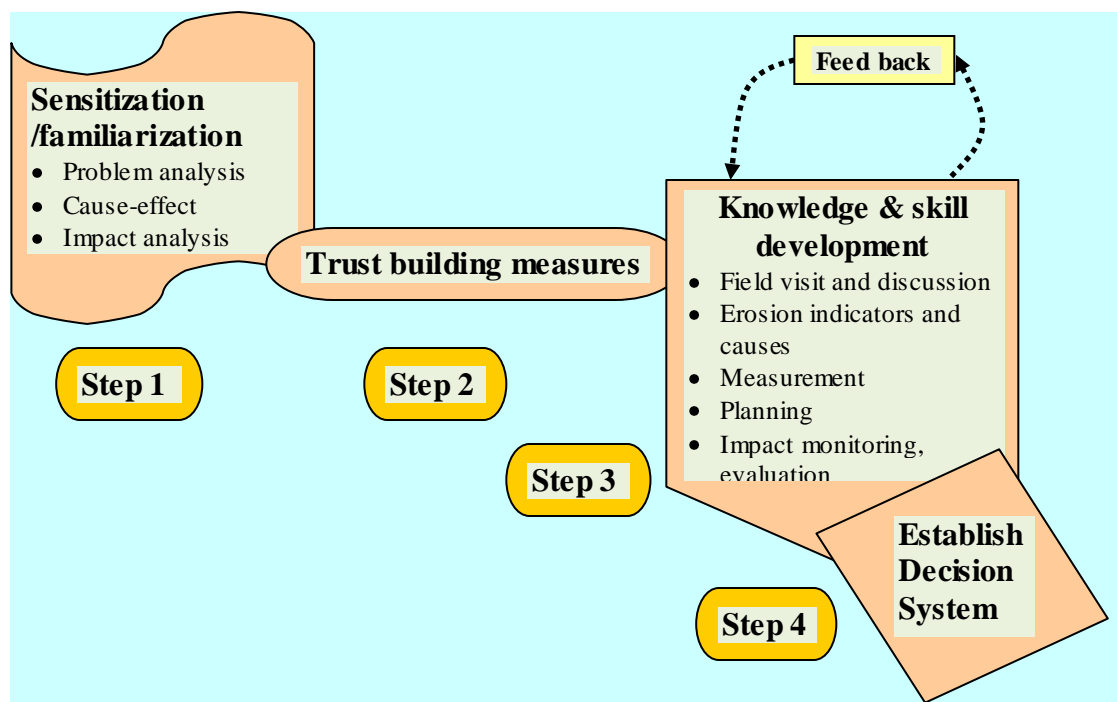 Sensitization
/familiarization
• Problem analysis
• Cause-effect
• Impact analysis
Trust building measures
Feed back
Knowledge & skill
development
• Field visit and discussion
• Erosion indicators and
causes
• Measurement
• Planning
• Impact monitoring,
evaluation
Establish
Decision
System
Step 1
Step 2
Step 3
Step 4